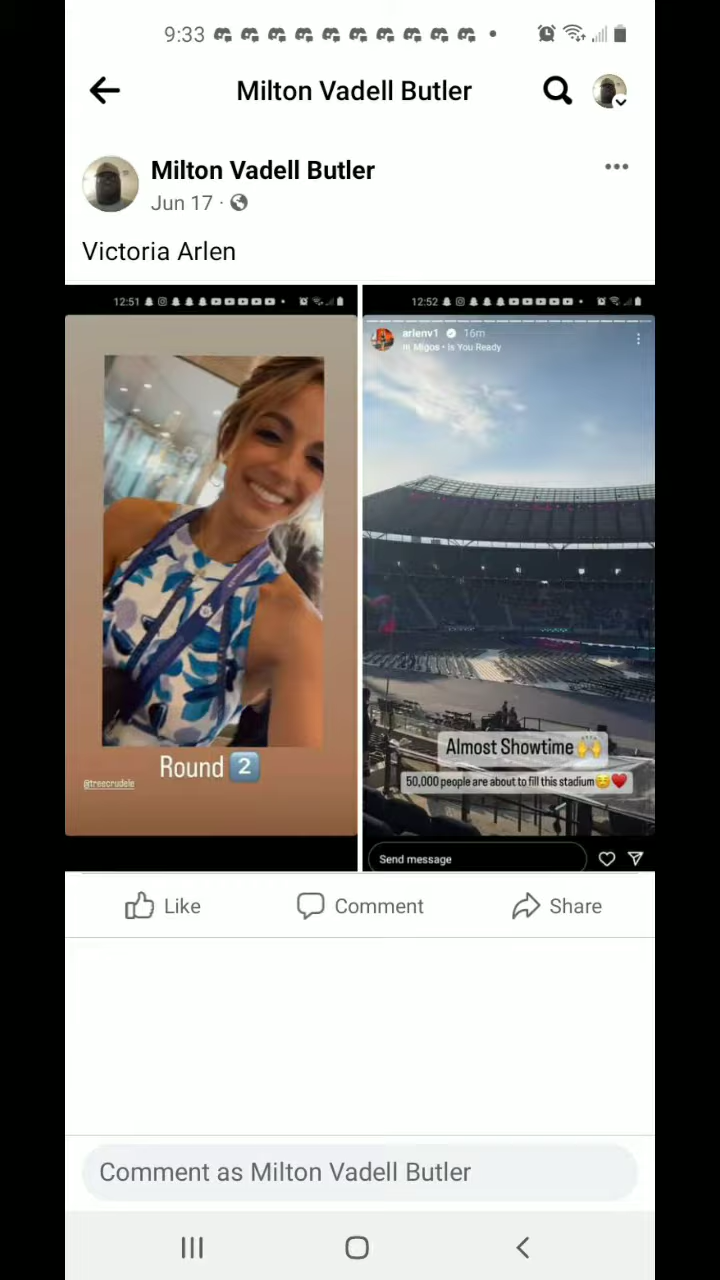 9:33
Milton Vadell Butler
Milton Vadell Butler
Jun 17 ·
Victoria Arlen
12:51
Round 2
@treecrudele
12:52
arlenv1 16m
Migos • Is You Ready
Almost Showtime 🙌
50,000 people are about to fill this stadium☺️♥️
Send message
Like
Comment
Share
Comment as Milton Vadell Butler